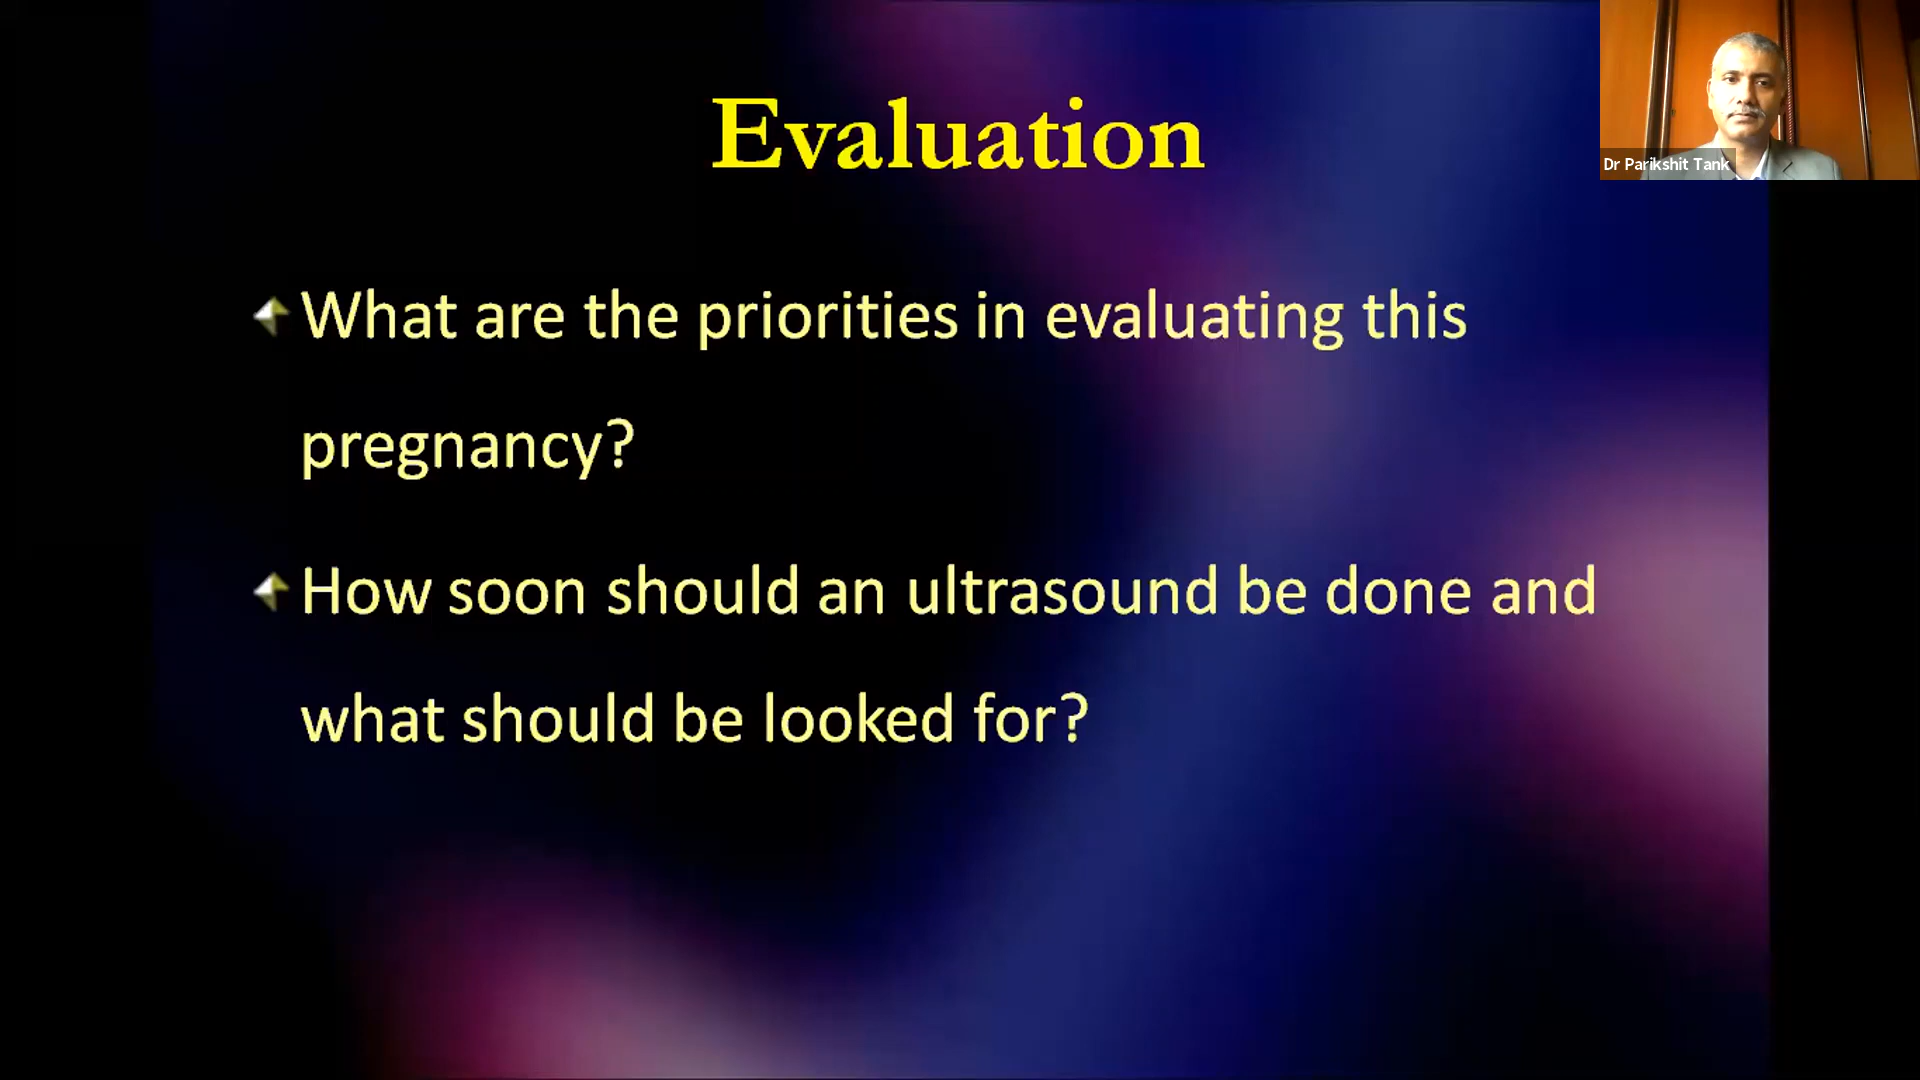 Evaluation
What are the priorities in evaluating this
pregnancy?
How soon should an ultrasound be done and
what should be looked for?
Dr Parikshit Tank